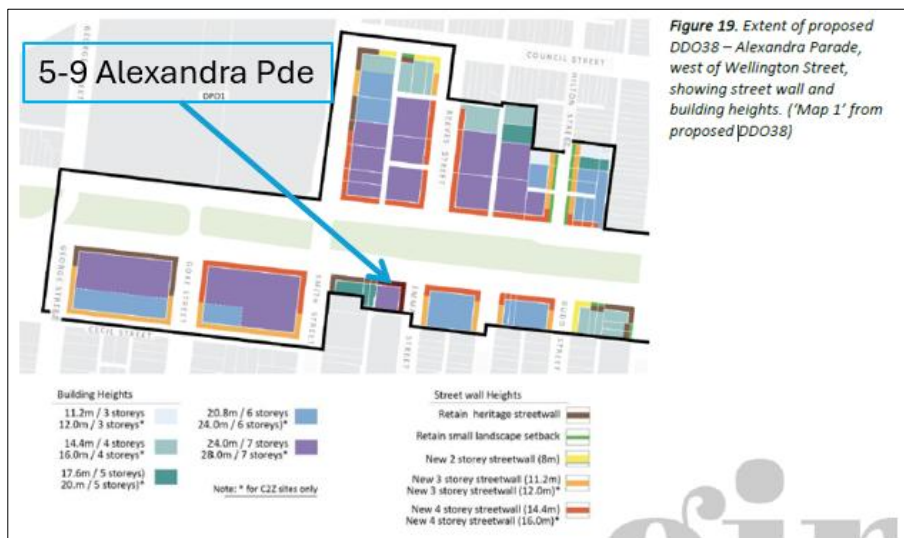 Figure 19. Extent of proposed
DDO38 – Alexandra Parade,
west of Wellington Street,
showing street wall and
building heights. ('Map 1' from
proposed DDO38)
5-9 Alexandra Pde
DPO1
COUNCIL STREET
HILTON STREET
REEVES STREET
GEORGE STREET
GORE STREET
SMITH STREET
STREET
STREET
CECIL STREET
Building Heights
11.2m / 3 storeys
12.0m / 3 storeys*
14.4m / 4 storeys
16.0m / 4 storeys*
17.6m / 5 storeys)
20.m / 5 storeys)*
20.8m / 6 storeys
24.0m / 6 storeys)*
24.0m / 7 storeys
28.0m / 7 storeys)*
Note: * for C2Z sites only
Street wall Heights
Retain heritage streetwall
Retain small landscape setback
New 2 storey streetwall (8m)
New 3 storey streetwall (11.2m)
New 3 storey streetwall (12.0m)*
New 4 storey streetwall (14.4m)
New 4 storey streetwall (16.0m)*